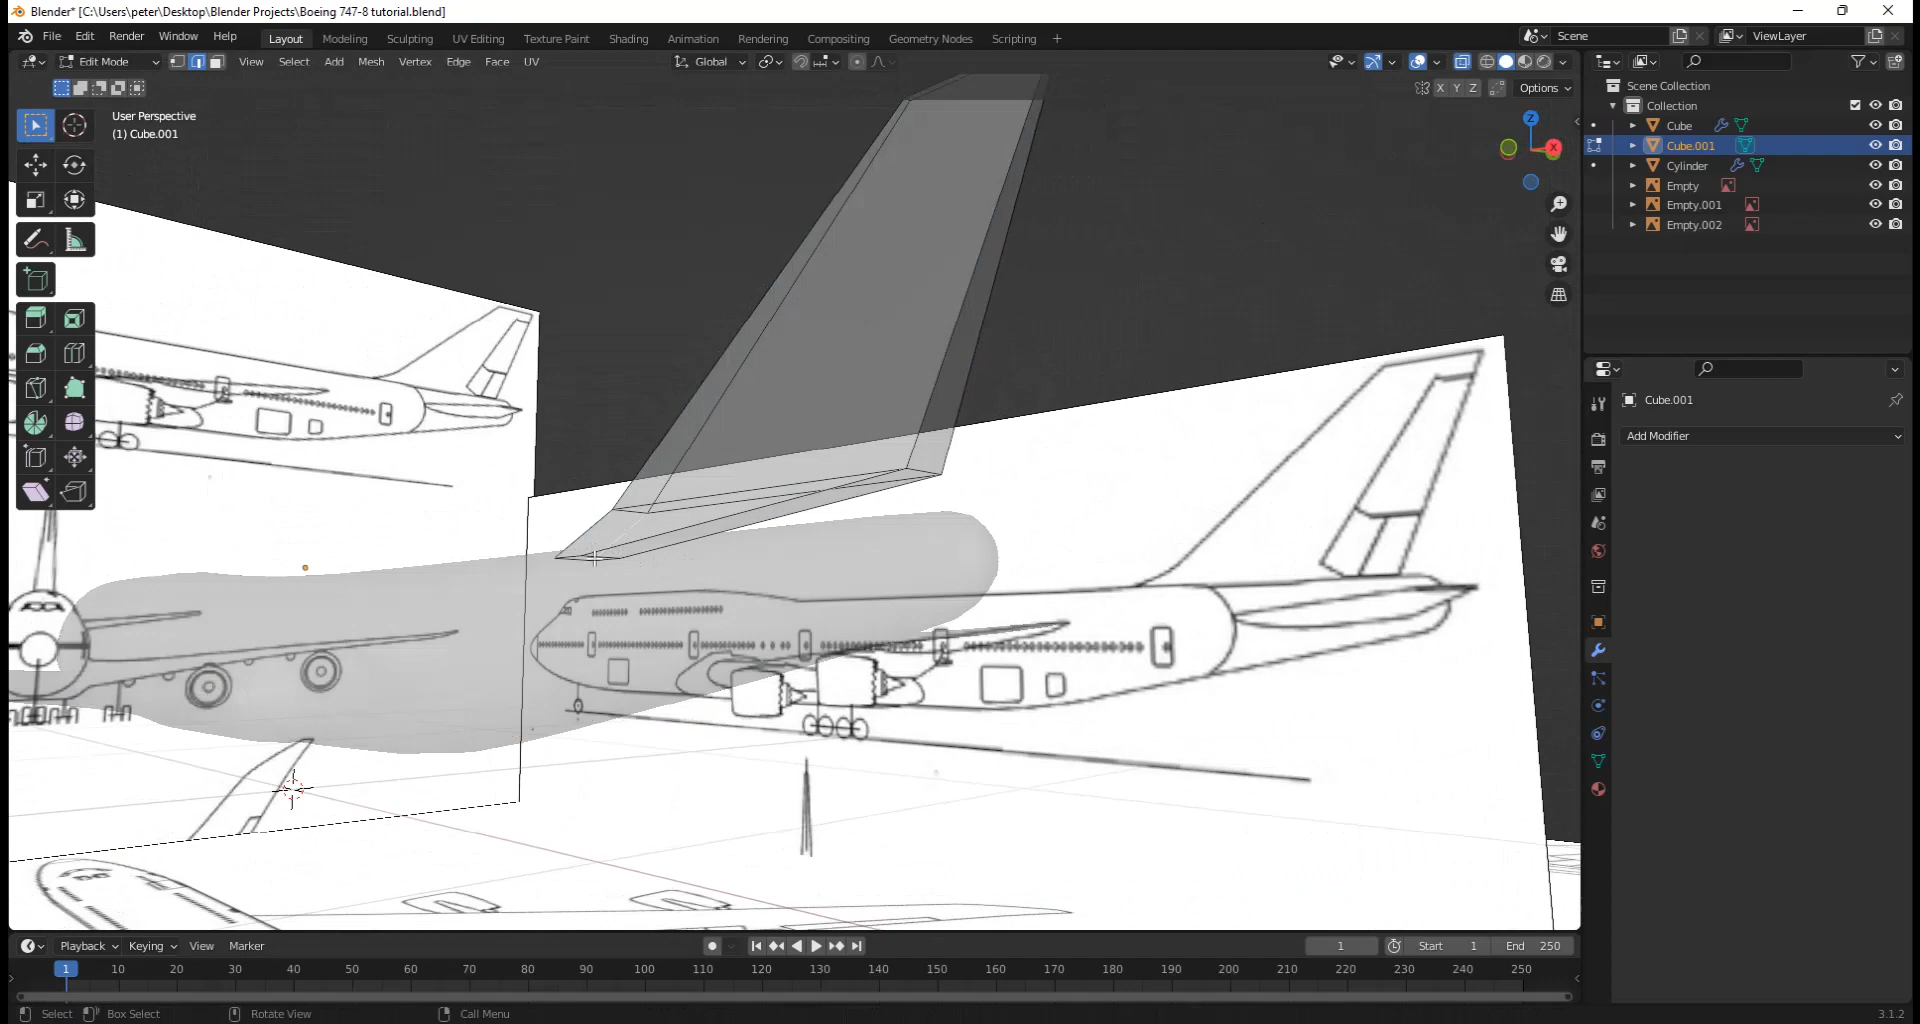 Blender* [C:\Users\peter\Desktop\Blender Projects\Boeing 747-8 tutorial.blend]
File Edit Render Window Help Layout Modeling Sculpting UV Editing Texture Paint Shading Animation Rendering Compositing Geometry Nodes Scripting + Scene ViewLayer
Edit Mode View Select Add Mesh Vertex Edge Face UV Global
X Y Z Options
User Perspective
(1) Cube.001
Z
X
Scene Collection
Collection
Cube
Cube.001
Cylinder
Empty
Empty.001
Empty.002
Cube.001
Add Modifier
Playback Keying View Marker 1 Start 1 End 250
1 10 20 30 40 50 60 70 80 90 100 110 120 130 140 150 160 170 180 190 200 210 220 230 240 250
Select Box Select Rotate View Call Menu 3.1.2